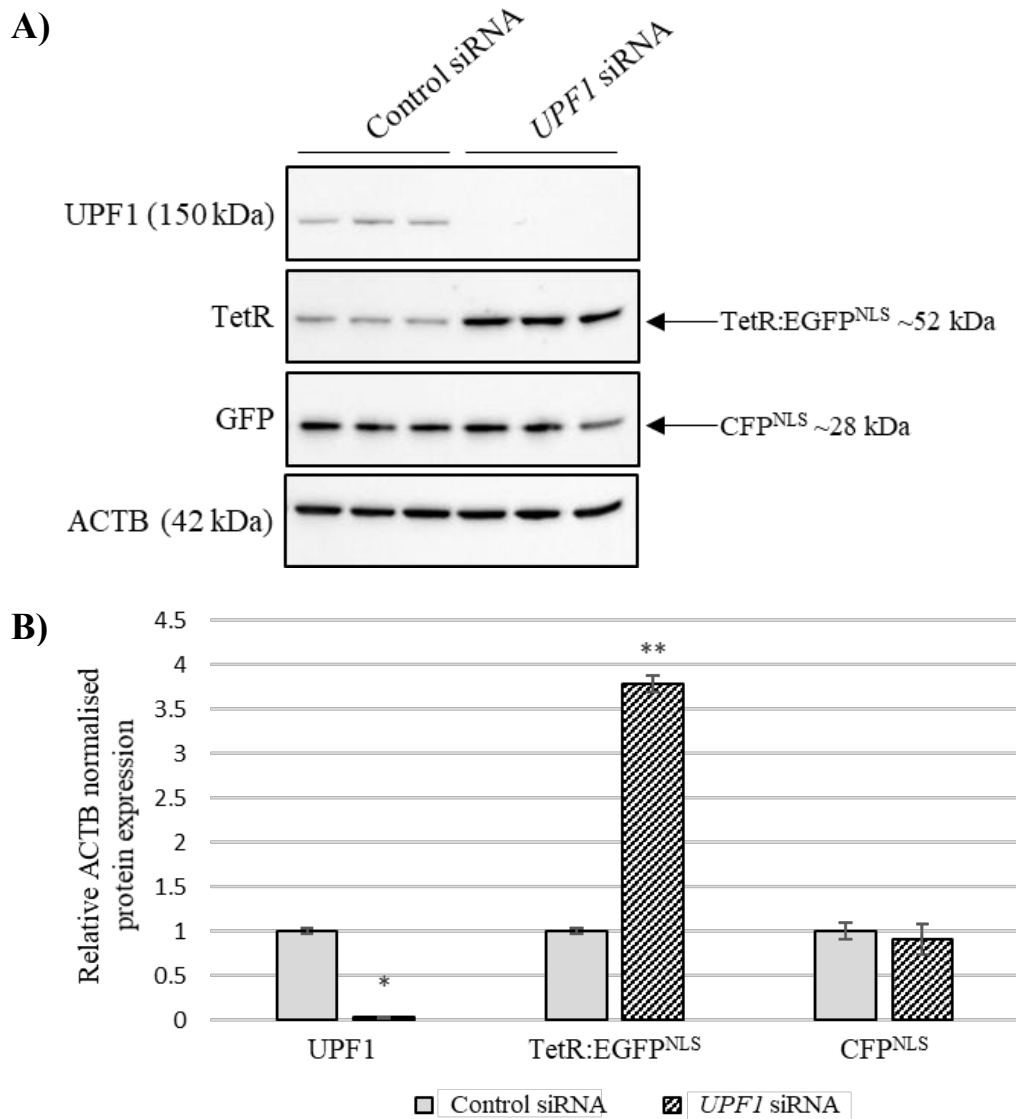 A)
Control siRNA
UPF1 siRNA
UPF1 (150 kDa)
TetR
TetR:EGFPNLS ~52 kDa
GFP
CFPNLS ~28 kDa
ACTB (42 kDa)
B)
Relative ACTB normalised
protein expression
4.5
4
3.5
3
2.5
2
1.5
1
0.5
0
*
**
UPF1
TetR:EGFPNLS
CFPNLS
Control siRNA
UPF1 siRNA